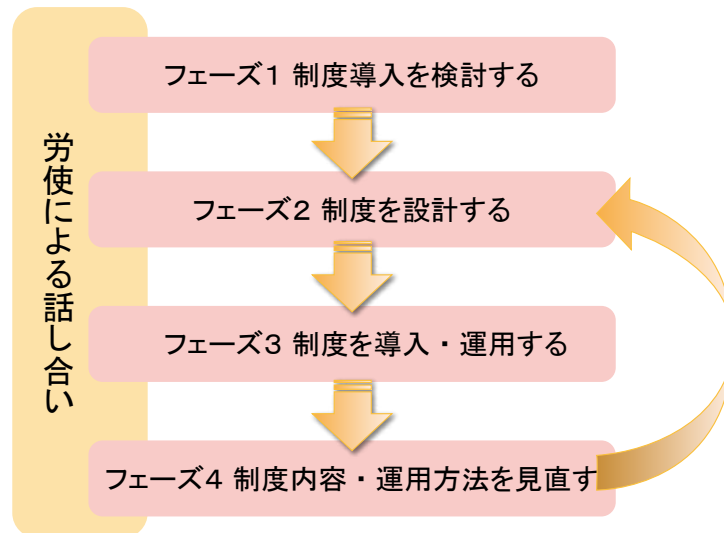 労使による話し合い
フェーズ１ 制度導入を検討する
フェーズ２ 制度を設計する
フェーズ３ 制度を導入・運用する
フェーズ４ 制度内容・運用方法を見直す